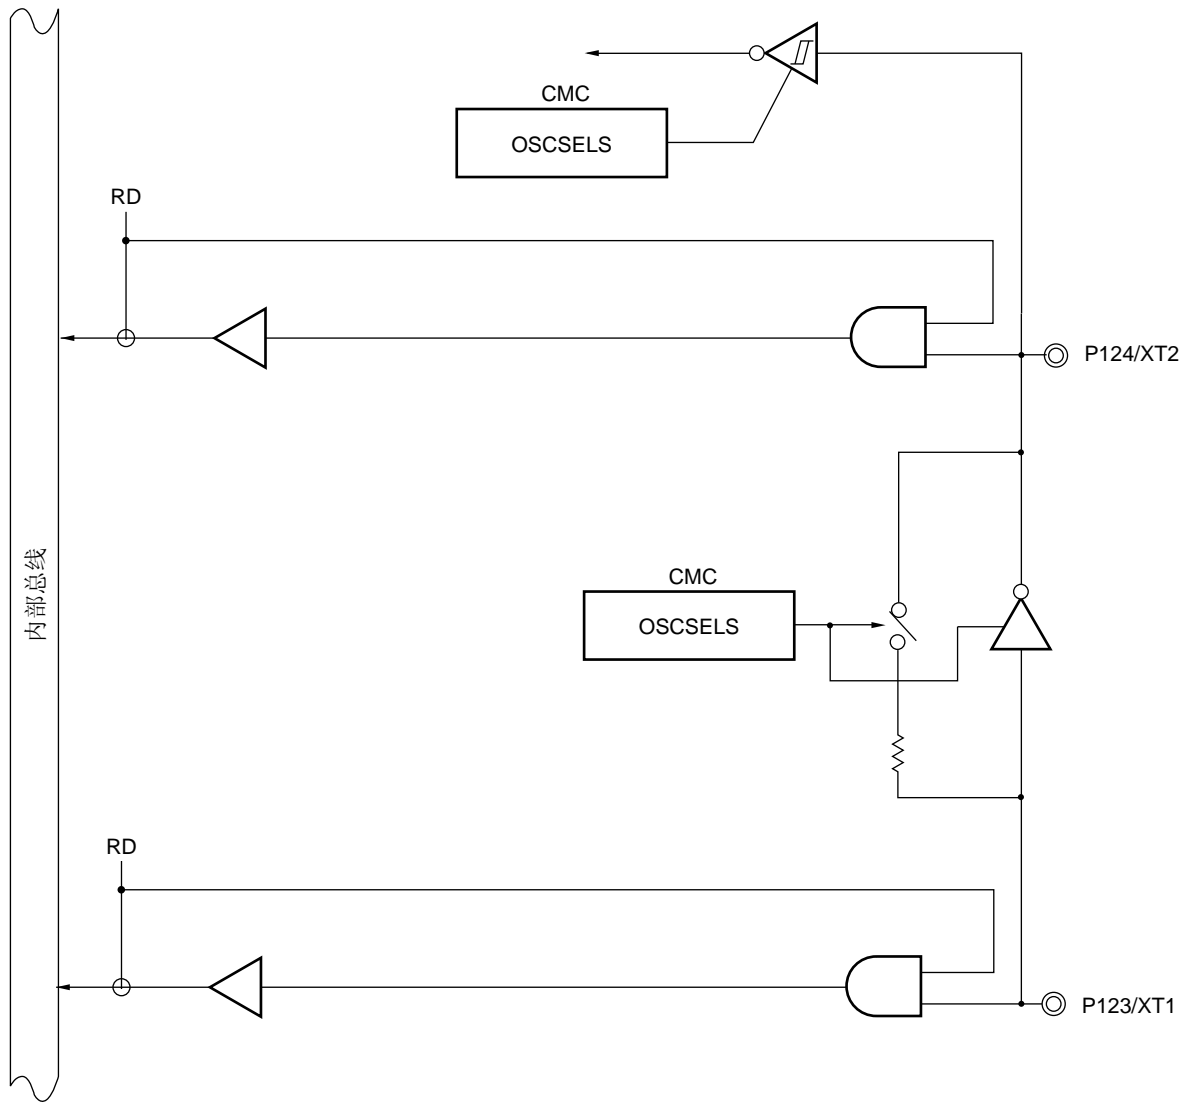 CMC
OSCSELS
RD
P124/XT2
内部总线
CMC
OSCSELS
RD
P123/XT1